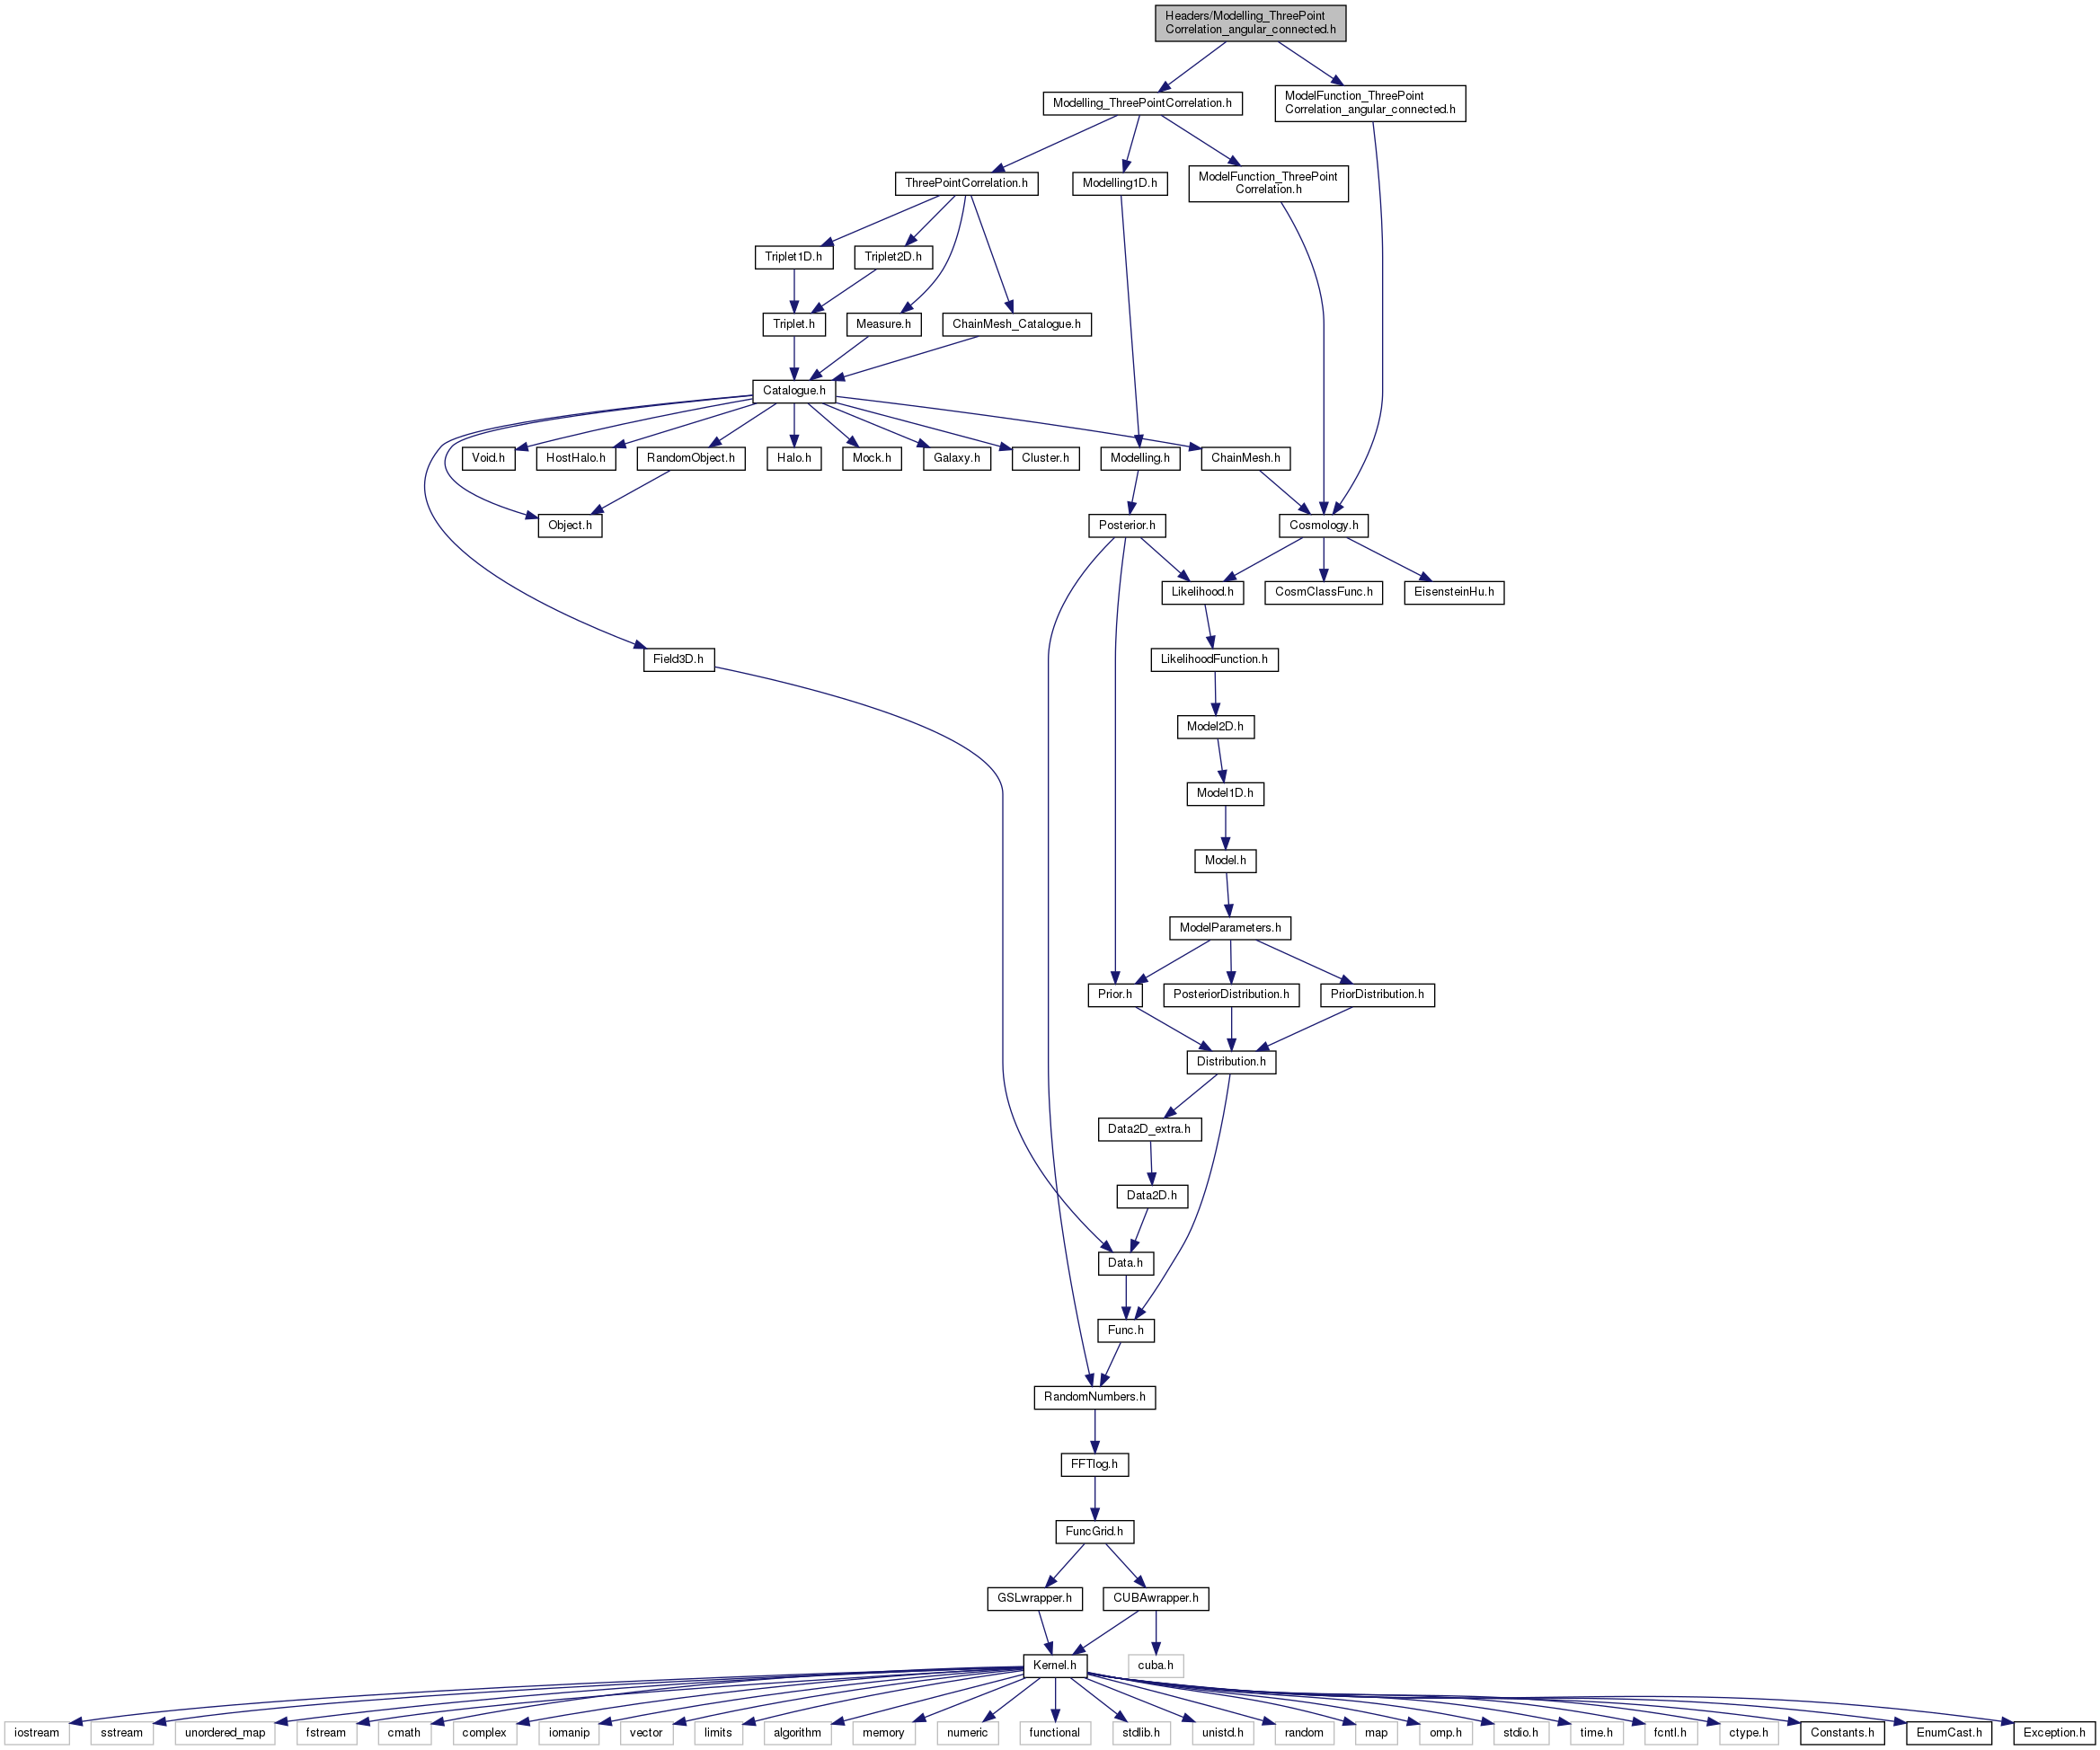 Headers/Modelling_ThreePoint
Correlation_angular_connected.h
Modelling_ThreePointCorrelation.h
ModelFunction_ThreePoint
Correlation_angular_connected.h
ThreePointCorrelation.h
Modelling1D.h
ModelFunction_ThreePoint
Correlation.h
Triplet1D.h
Triplet2D.h
Triplet.h
Measure.h
ChainMesh_Catalogue.h
Catalogue.h
Void.h
HostHalo.h
RandomObject.h
Halo.h
Mock.h
Galaxy.h
Cluster.h
Modelling.h
ChainMesh.h
Object.h
Posterior.h
Cosmology.h
Likelihood.h
CosmClassFunc.h
EisensteinHu.h
Field3D.h
LikelihoodFunction.h
Model2D.h
Model1D.h
Model.h
ModelParameters.h
Prior.h
PosteriorDistribution.h
PriorDistribution.h
Distribution.h
Data2D_extra.h
Data2D.h
Data.h
Func.h
RandomNumbers.h
FFTlog.h
FuncGrid.h
GSLwrapper.h
CUBAwrapper.h
Kernel.h
cuba.h
iostream
sstream
unordered_map
fstream
cmath
complex
iomanip
vector
limits
algorithm
memory
numeric
functional
stdlib.h
unistd.h
random
map
omp.h
stdio.h
time.h
fcntl.h
ctype.h
Constants.h
EnumCast.h
Exception.h